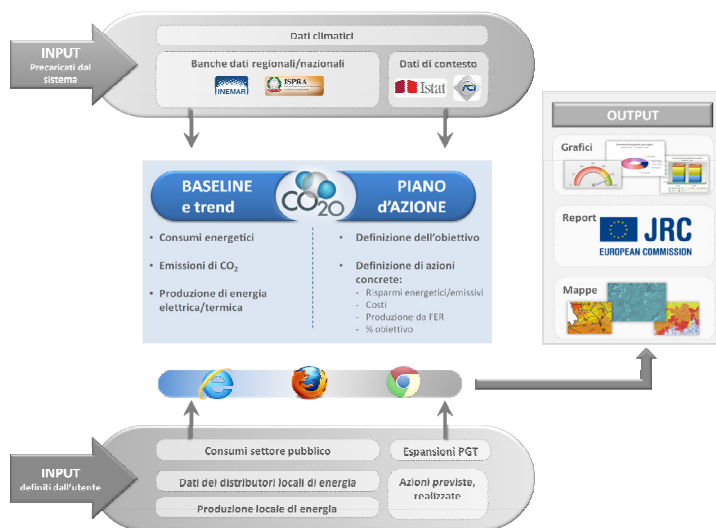 INPUT
Precaricati dal
sistema
Dati climatici
Banche dati regionali/nazionali
INEMAR
ISPRA
Dati di contesto
Istat
ACI
BASELINE
e trend
CO20
PIANO
d'AZIONE
• Consumi energetici
• Emissioni di CO2
• Produzione di energia
elettrica/termica
• Definizione dell'obiettivo
• Definizione di azioni
concrete:
- Risparmi energetici/emissivi
- Costi
- Produzione da FER
- % obiettivo
OUTPUT
Grafici
Report
JRC
EUROPEAN COMMISSION
Mappe
INPUT
definiti dall'utente
Consumi settore pubblico
Dati dei distributori locali di energia
Produzione locale di energia
Espansioni PGT
Azioni previste,
realizzate